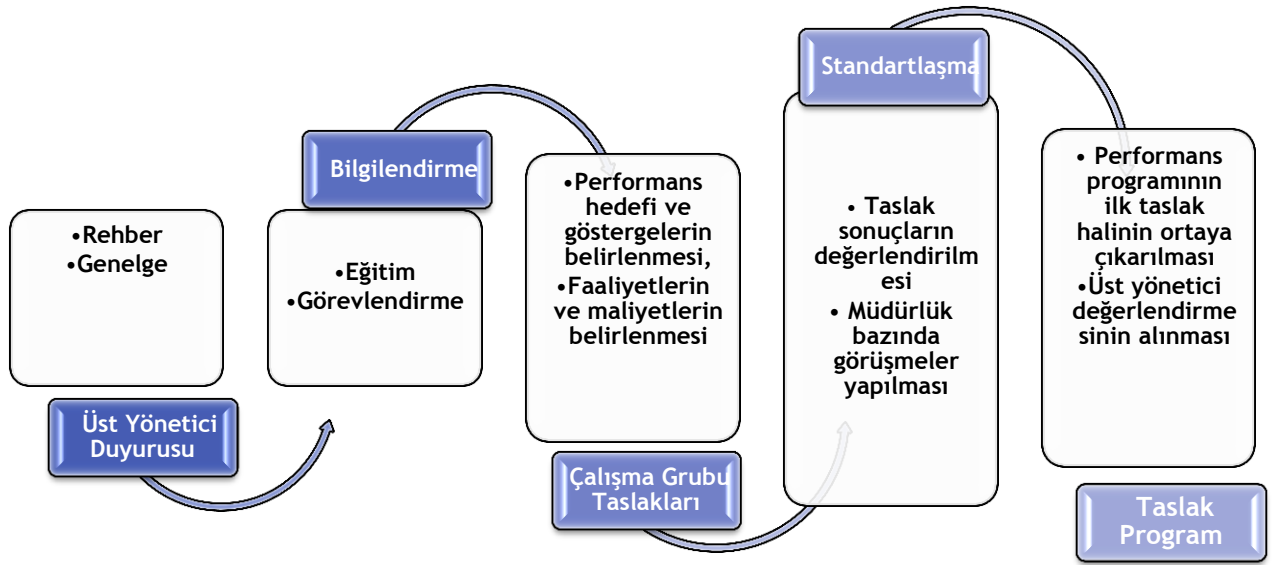 •Rehber
•Genelge
Üst Yönetici
Duyurusu
Bilgilendirme
•Eğitim
•Görevlendirme
•Performans
hedefi ve
göstergelerin
belirlenmesi,
•Faaliyetlerin
ve maliyetlerin
belirlenmesi
Çalışma Grubu
Taslakları
Standartlaşma
• Taslak
sonuçların
değerlendirilm
esi
• Müdürlük
bazında
görüşmeler
yapılması
• Performans
programının
ilk taslak
halinin ortaya
çıkarılması
•Üst yönetici
değerlendirme
sinin alınması
Taslak
Program